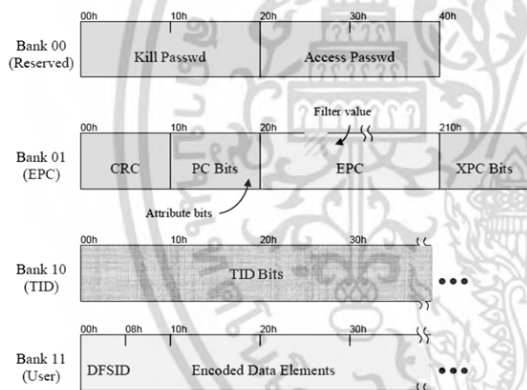 00h 10h 20h 30h 40h
Bank 00
(Reserved)
Kill Passwd Access Passwd
Filter value
00h 10h 20h 30h 210h
Bank 01
(EPC)
CRC PC Bits EPC XPC Bits
Attribute bits
00h 10h 20h 30h
Bank 10
(TID)
TID Bits
00h 08h 10h 20h 30h
Bank 11
(User)
DFSID Encoded Data Elements